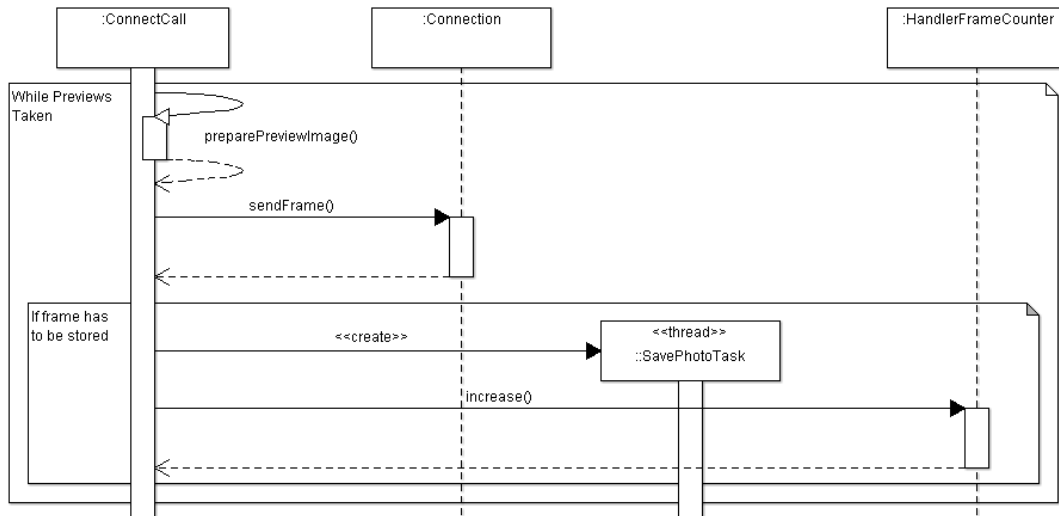 :ConnectCall
:Connection
:HandlerFrameCounter
While Previews
Taken
preparePreviewImage()
sendFrame()
If frame has
to be stored
<<create>>
<<thread>>
::SavePhotoTask
increase()